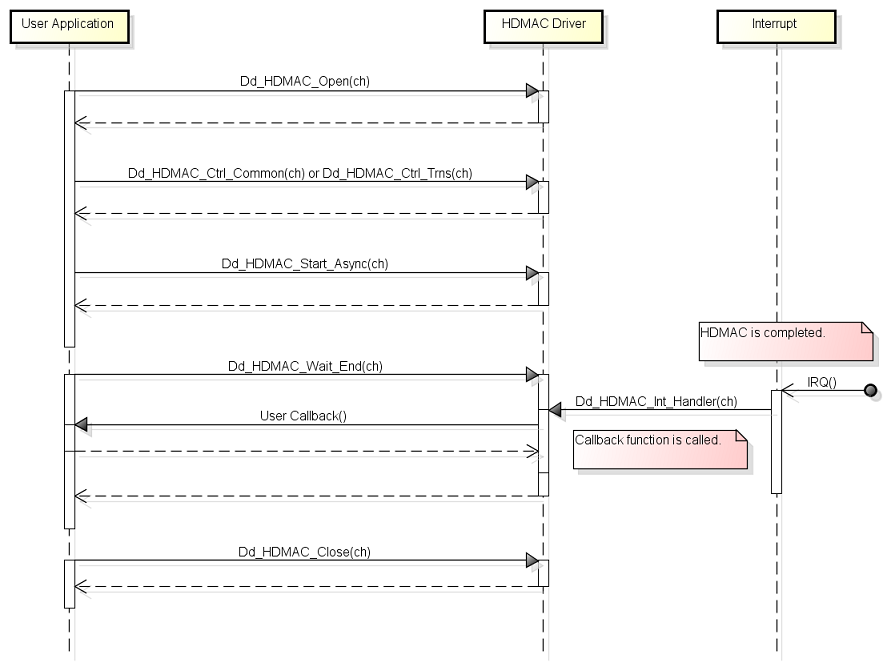 User Application
HDMAC Driver
Interrupt
Dd_HDMAC_Open(ch)
Dd_HDMAC_Ctrl_Common(ch) or Dd_HDMAC_Ctrl_Trns(ch)
Dd_HDMAC_Start_Async(ch)
HDMAC is completed.
Dd_HDMAC_Wait_End(ch)
IRQ()
Dd_HDMAC_Int_Handler(ch)
User Callback()
Callback function is called.
Dd_HDMAC_Close(ch)